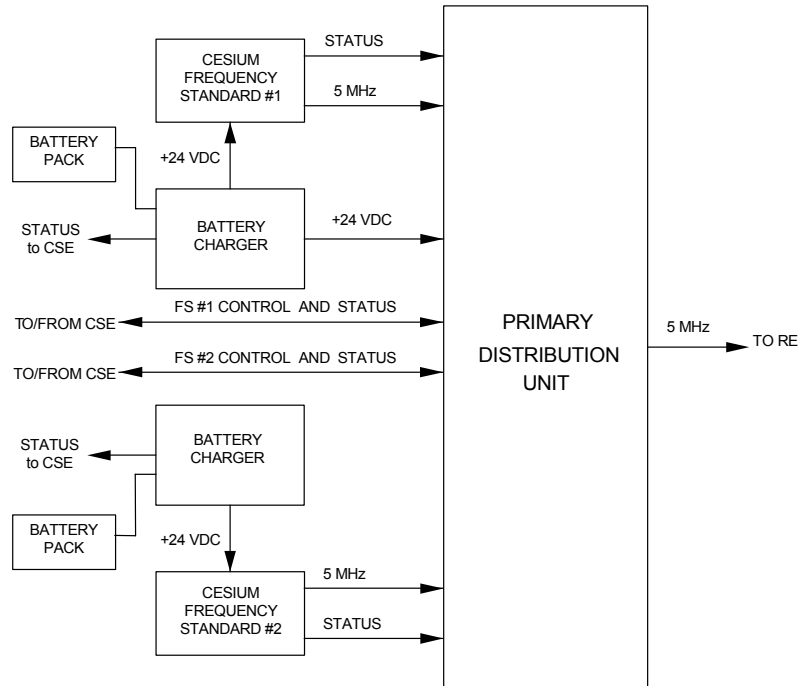 STATUS
CESIUM
FREQUENCY
STANDARD #1
5 MHz
BATTERY
PACK
+24 VDC
BATTERY
CHARGER
+24 VDC
STATUS
to CSE
FS #1 CONTROL AND STATUS
TO/FROM CSE
FS #2 CONTROL AND STATUS
TO/FROM CSE
PRIMARY
DISTRIBUTION
UNIT
5 MHz
TO RE
BATTERY
CHARGER
STATUS
to CSE
BATTERY
PACK
+24 VDC
CESIUM
FREQUENCY
STANDARD #2
5 MHz
STATUS